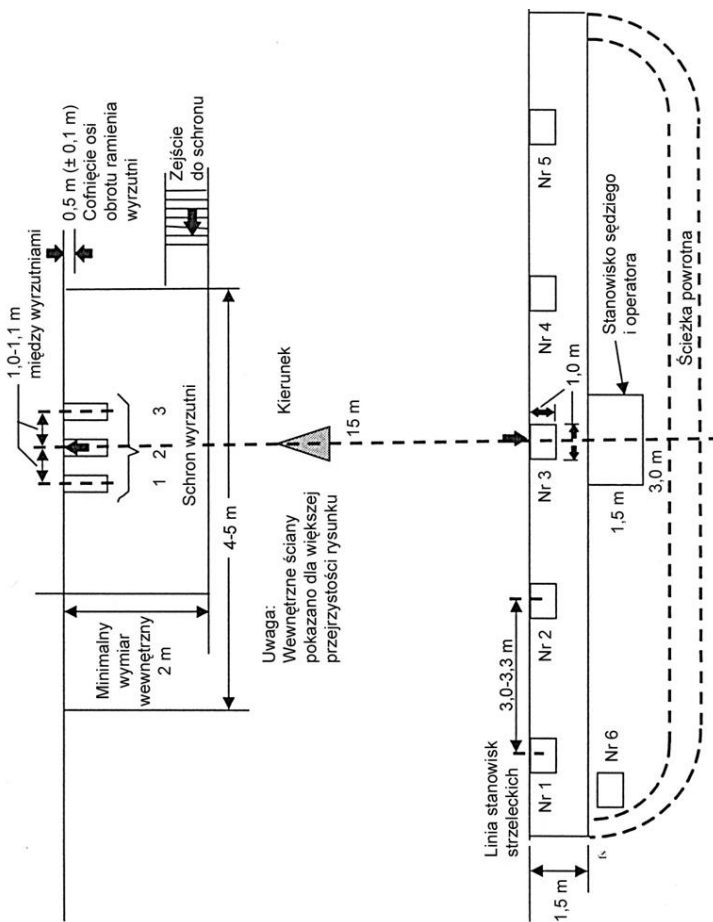 1,0-1,1 m
między wyrzutniami
0,5 m (± 0,1 m)
Cofnięcie osi
obrotu ramienia
wyrzutni
1
2
3
Schron wyrzutni
Zejście
do schronu
Minimalny
wymiar
wewnętrzny
2 m
4-5 m
Kierunek
15 m
Uwaga:
Wewnętrzne ściany
pokazano dla większej
przejrzystości rysunku
Linia stanowisk
strzeleckich
3,0-3,3 m
1,0 m
Nr 1
Nr 2
Nr 3
Nr 4
Nr 5
Nr 6
1,5 m
1,5 m
3,0 m
Stanowisko sędziego
i operatora
Ścieżka powrotna